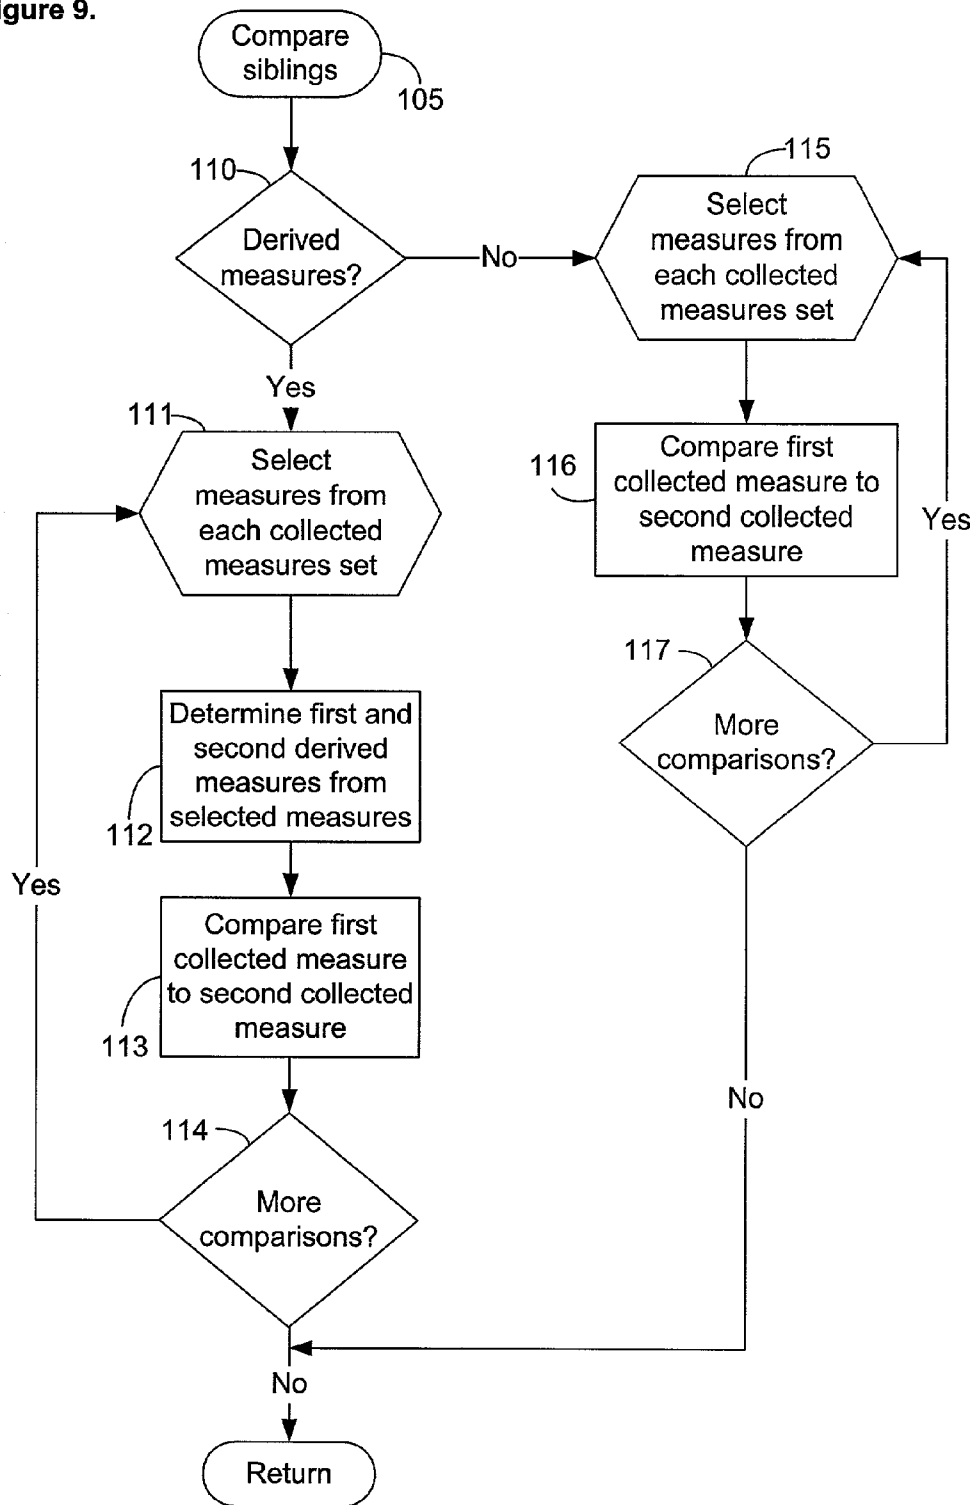 igure 9.
Compare
siblings
105
110
Derived
measures?
No
115
Select
measures from
each collected
measures set
Yes
111
Select
measures from
each collected
measures set
116
Compare first
collected measure to
second collected
measure
Yes
117
More
comparisons?
Determine first and
second derived
measures from
selected measures
112
Yes
Compare first
collected measure
to second collected
measure
113
No
114
More
comparisons?
No
Return